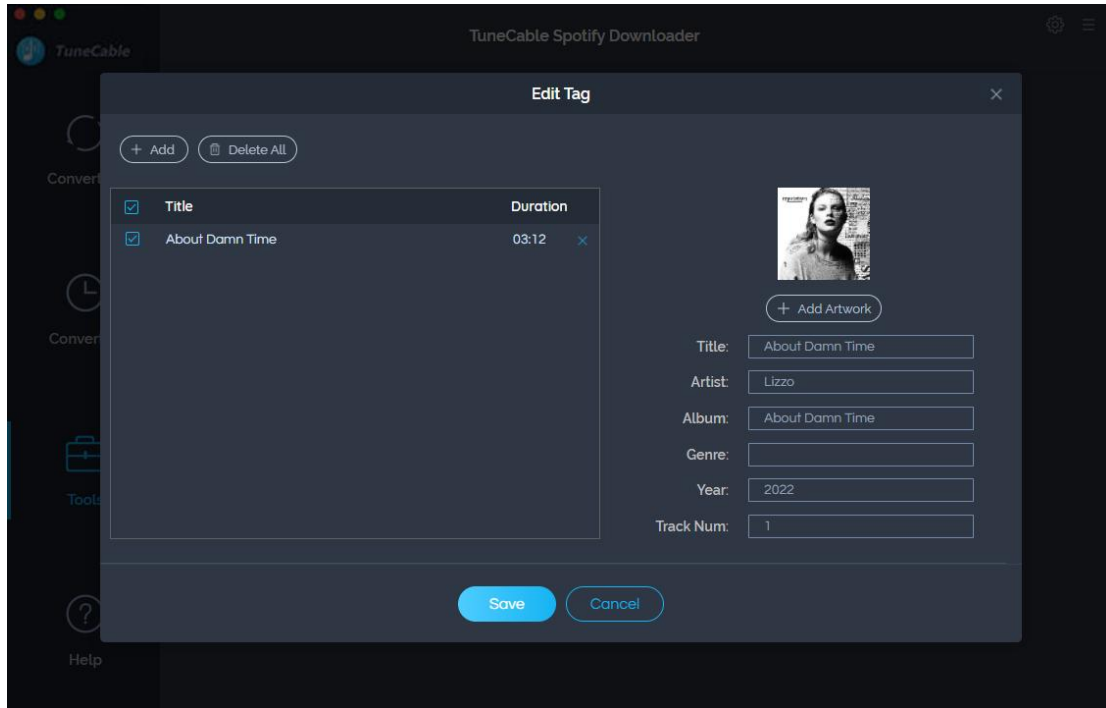 TuneCable Spotify Downloader
TuneCable
Edit Tag
Add
Delete All
Title
Duration
About Damn Time
03:12
Add Artwork
Title:
About Damn Time
Artist:
Lizzo
Album:
About Damn Time
Genre:
Year:
2022
Track Num:
1
Save
Cancel
Tools
Help